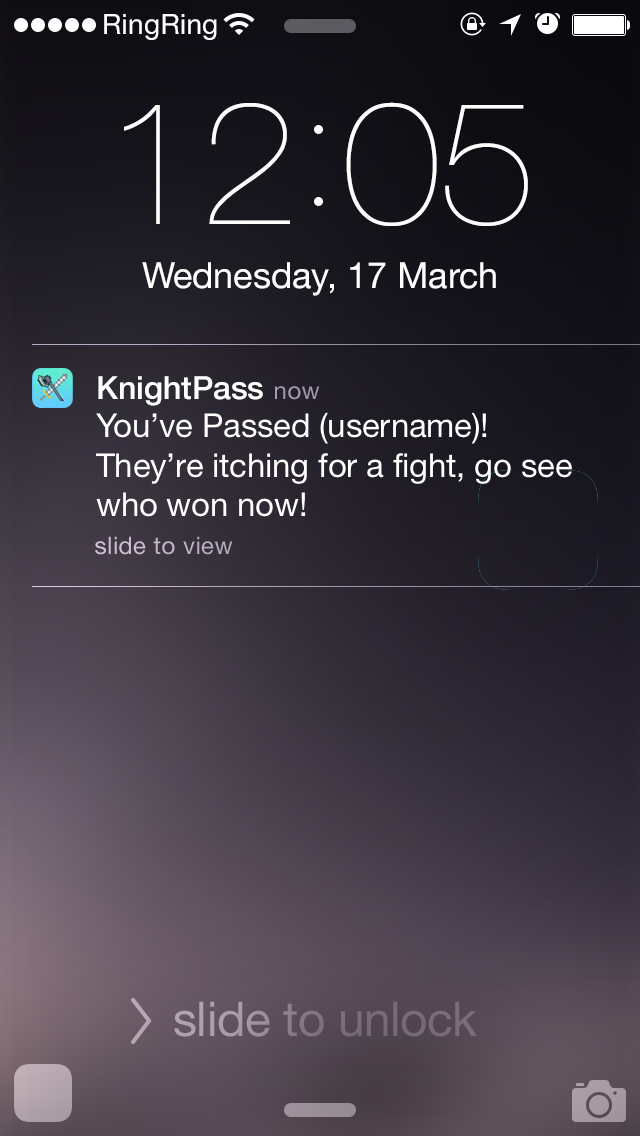 RingRing
12:05
Wednesday, 17 March
KnightPass now
You’ve Passed (username)!
They’re itching for a fight, go see
who won now!
slide to view
slide to unlock